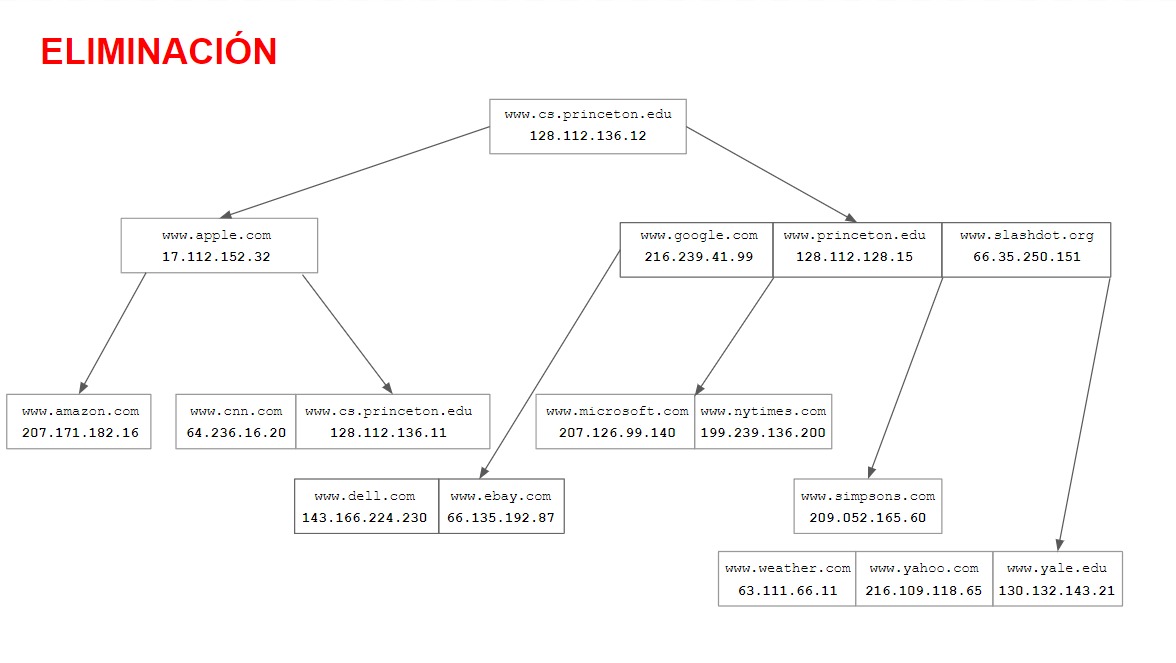 ELIMINACIÓN
www.cs.princeton.edu
128.112.136.12
www.apple.com
17.112.152.32
www.google.com
216.239.41.99
www.princeton.edu
128.112.128.15
www.slashdot.org
66.35.250.151
www.amazon.com
207.171.182.16
www.cnn.com
64.236.16.20
www.cs.princeton.edu
128.112.136.11
www.microsoft.com
207.126.99.140
www.nytimes.com
199.239.136.200
www.dell.com
143.166.224.230
www.ebay.com
66.135.192.87
www.simpsons.com
209.052.165.60
www.weather.com
63.111.66.11
www.yahoo.com
216.109.118.65
www.yale.edu
130.132.143.21